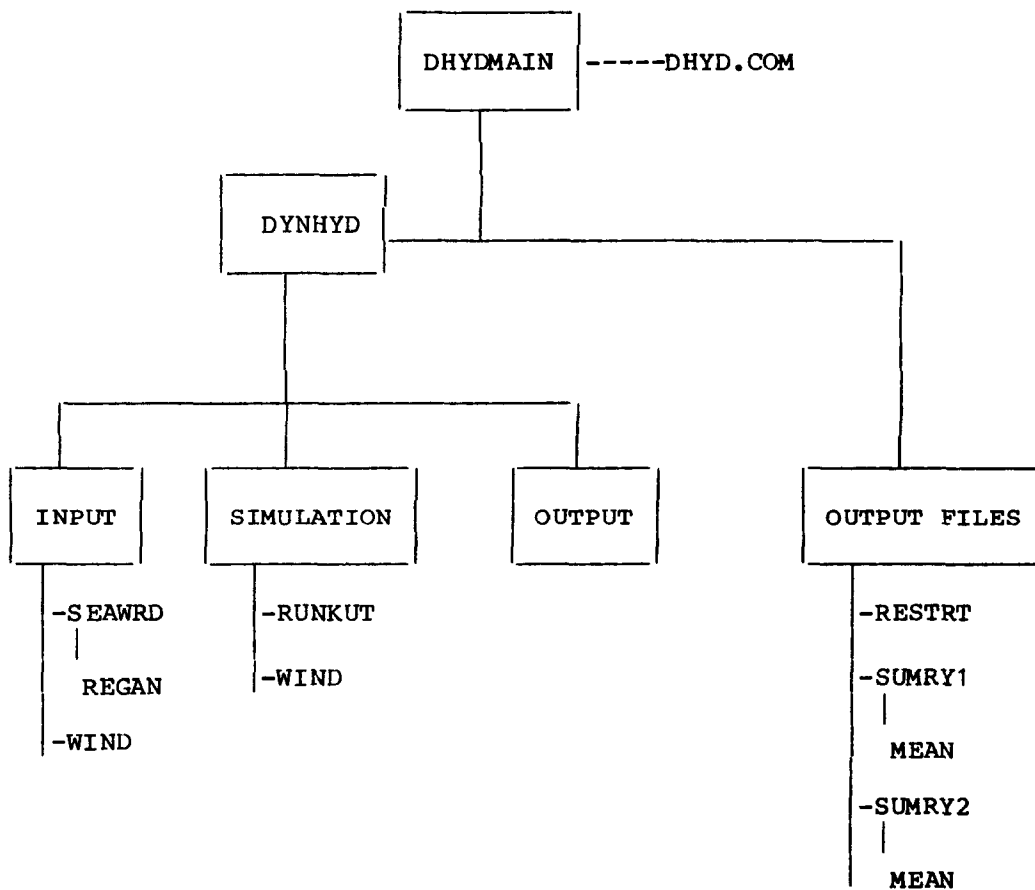 DHYDMAIN -----DHYD.COM
DYNHYD
INPUT SIMULATION OUTPUT OUTPUT FILES
-SEAWRD -RUNKUT -RESTRT
REGAN -WIND -SUMRY1
-WIND MEAN
-SUMRY2
MEAN